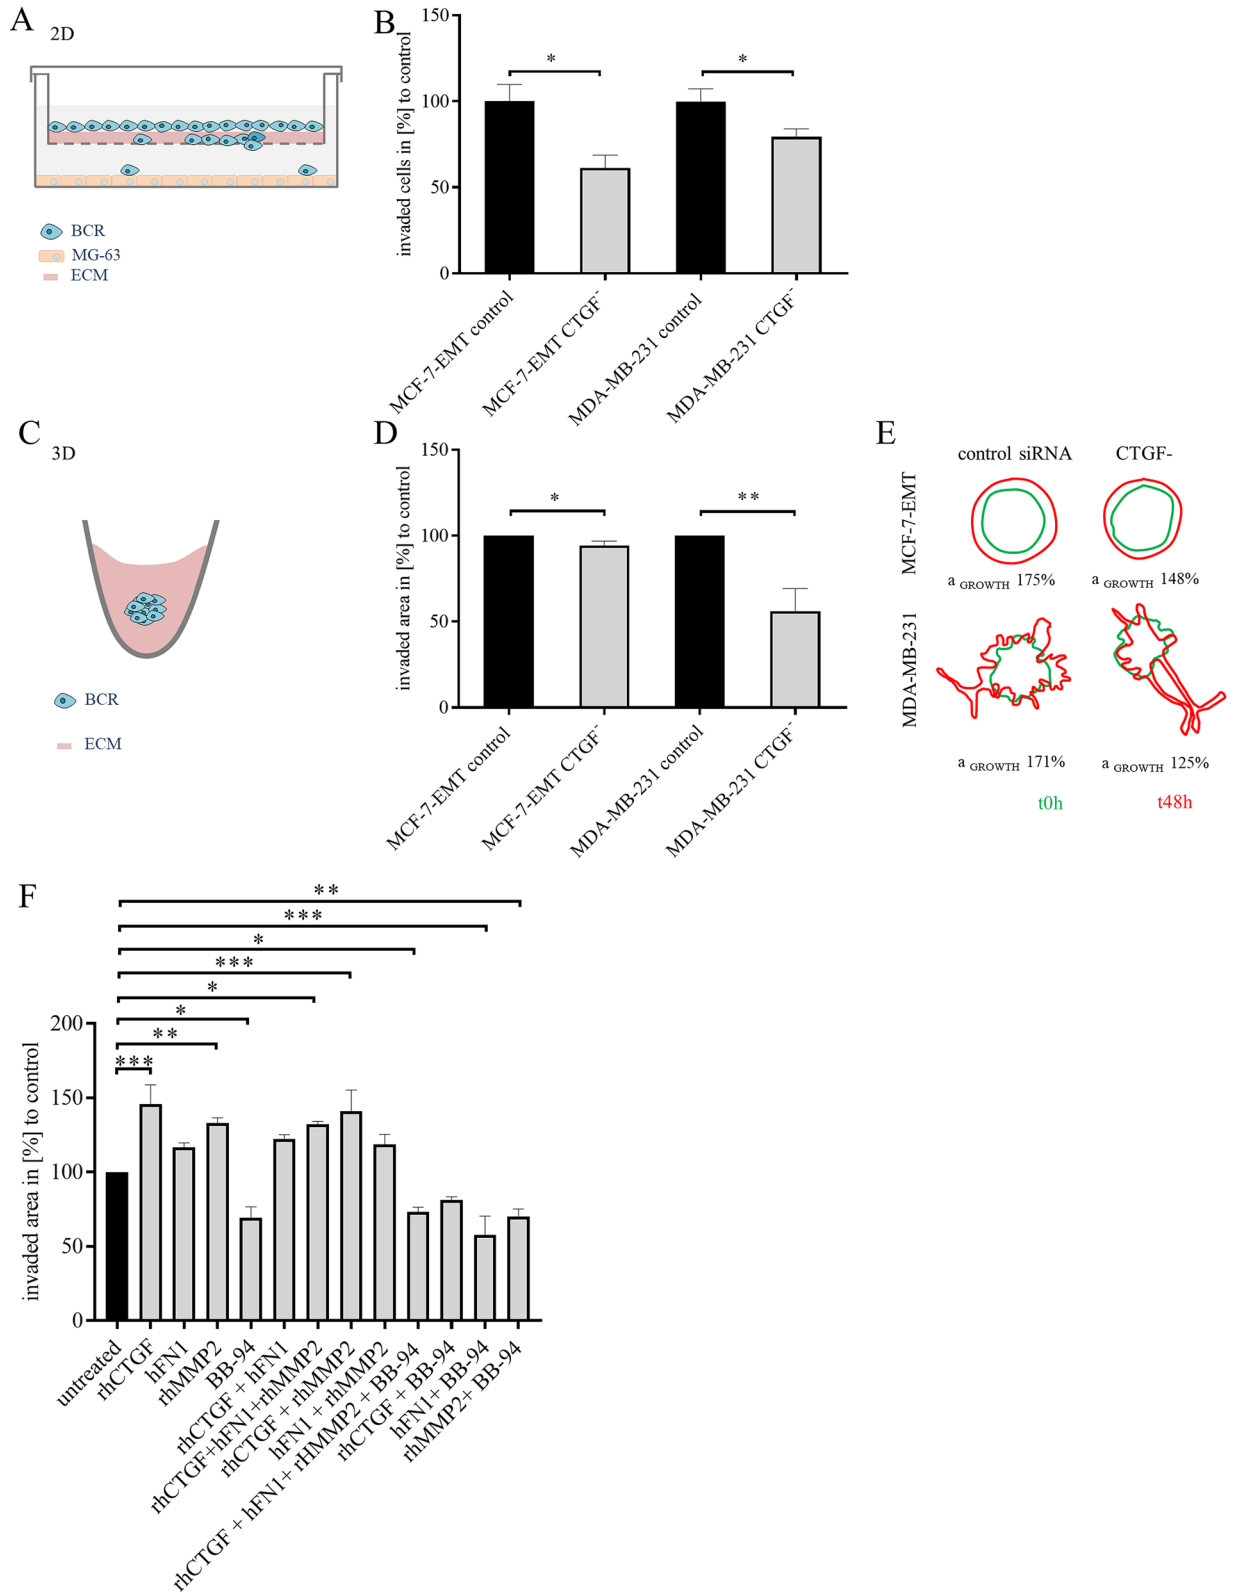 A
2D
BCR
MG-63
ECM
B
invaded cells in [%] to control
150
100
50
0
*
*
MCF-7-EMT control
MCF-7-EMT CTGF⁻
MDA-MB-231 control
MDA-MB-231 CTGF⁻
C
3D
BCR
ECM
D
invaded area in [%] to control
150
100
50
0
*
**
MCF-7-EMT control
MCF-7-EMT CTGF⁻
MDA-MB-231 control
MDA-MB-231 CTGF⁻
E
control siRNA CTGF-
MCF-7-EMT
a GROWTH 175% a GROWTH 148%
MDA-MB-231
a GROWTH 171% a GROWTH 125%
t0h t48h
F
**
***
*
***
*
*
**
***
invaded area in [%] to control
200
150
100
50
0
untreated
rhCTGF
hFN1
rhMMP2
BB-94
rhCTGF + hFN1
rhCTGF+hFN1+rhMMP2
rhCTGF + rhMMP2
hFN1 + rhMMP2
rhCTGF + hFN1+ rHMMP2 + BB-94
rhCTGF + BB-94
hFN1+ BB-94
rhMMP2+ BB-94